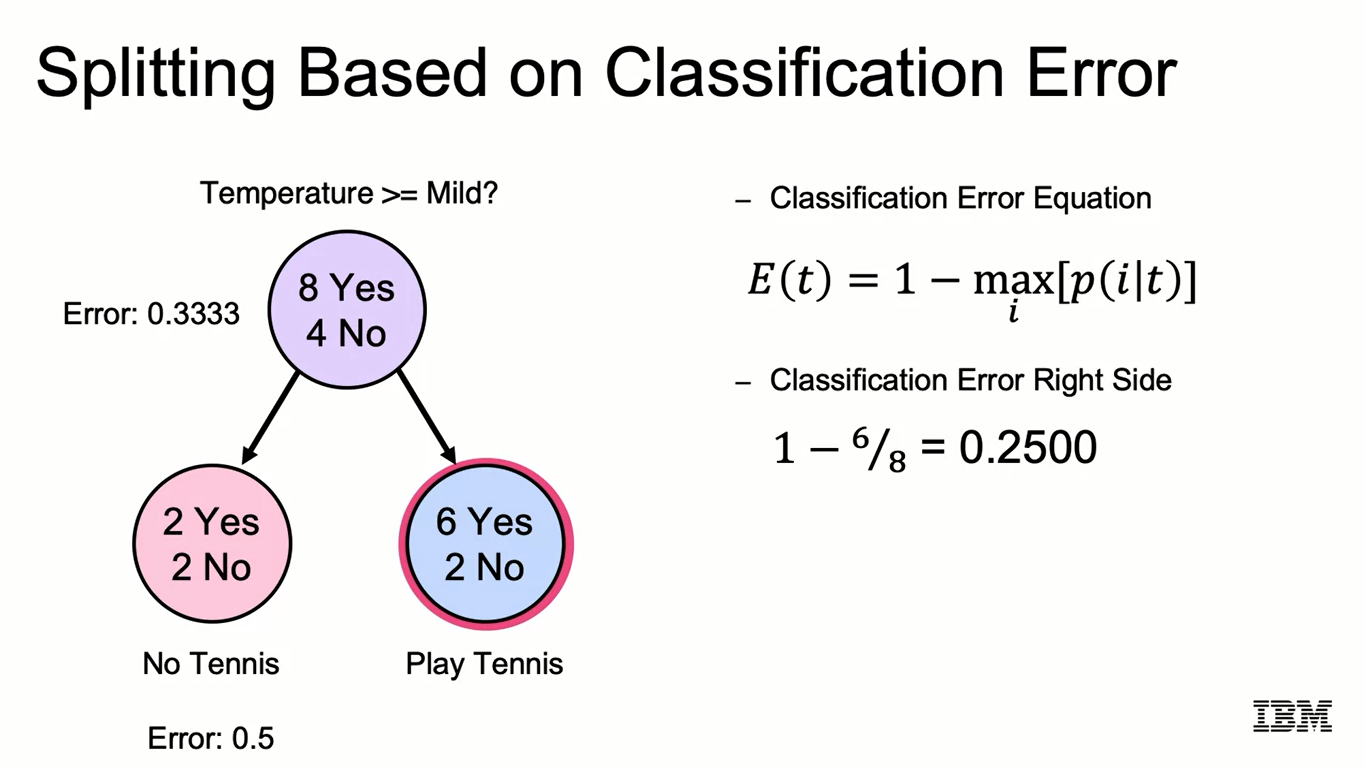 Splitting Based on Classification Error
Temperature >= Mild?
8 Yes
4 No
Error: 0.3333
2 Yes
2 No
6 Yes
2 No
No Tennis
Play Tennis
Error: 0.5
– Classification Error Equation
E(t) = 1 − max[p(i|t)]
i
– Classification Error Right Side
1 − 6/8 = 0.2500
IBM